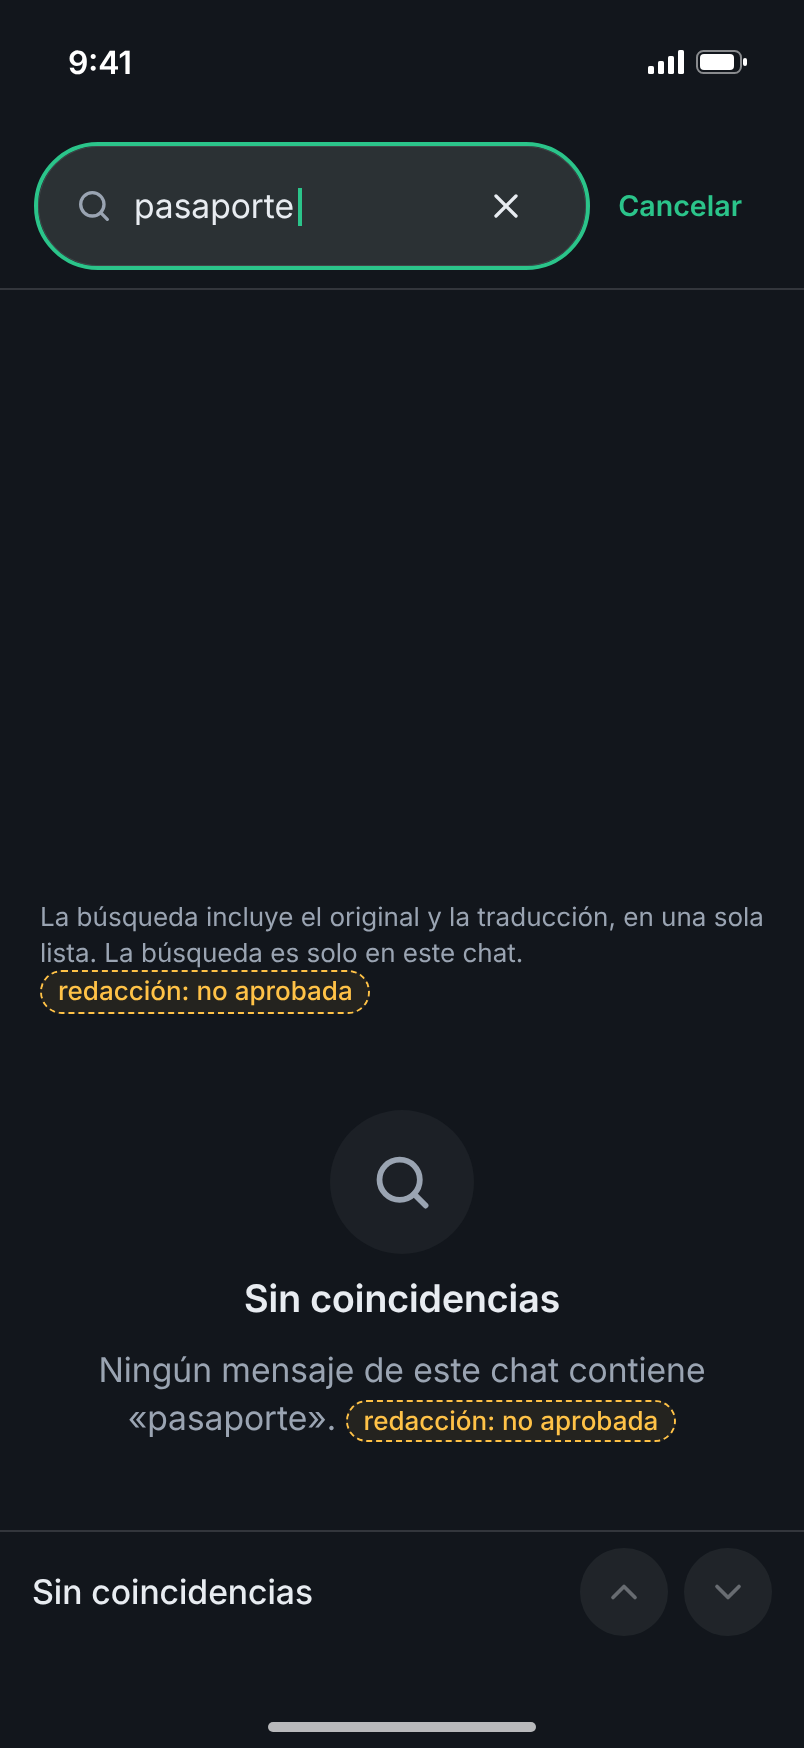 9:41
pasaporte
Cancelar
La búsqueda incluye el original y la traducción, en una sola
lista. La búsqueda es solo en este chat.
redacción: no aprobada
Sin coincidencias
Ningún mensaje de este chat contiene
«pasaporte». redacción: no aprobada
Sin coincidencias